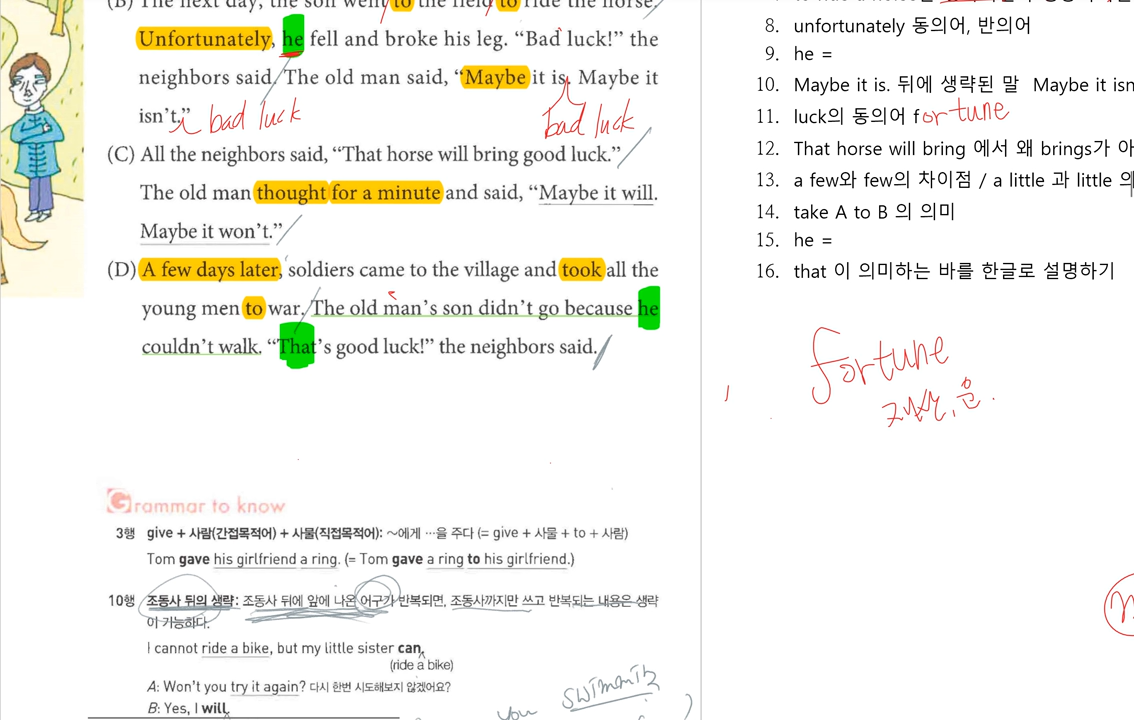 (B) The next day, the son went to the field to ride the horse.
Unfortunately, he fell and broke his leg. “Bad luck!” the
neighbors said. The old man said, “Maybe it is. Maybe it
isn’t.” bad luck
bad luck
(C) All the neighbors said, “That horse will bring good luck.”
The old man thought for a minute and said, “Maybe it will.
Maybe it won’t.”
(D) A few days later, soldiers came to the village and took all the
young men to war. The old man’s son didn’t go because he
couldn’t walk. “That’s good luck!” the neighbors said.
Grammar to know
3행 give + 사람(간접목적어) + 사물(직접목적어): ～에게 …을 주다 (= give + 사물 + to + 사람)
Tom gave his girlfriend a ring. (= Tom gave a ring to his girlfriend.)
10행 조동사 뒤의 생략: 조동사 뒤에 앞에 나온 어구가 반복되면, 조동사까지만 쓰고 반복되는 내용은 생략
이 가능하다.
I cannot ride a bike, but my little sister can.
(ride a bike)
A: Won’t you try it again? 다시 한번 시도해보지 않겠어요?
B: Yes, I will.
you
8. unfortunately 동의어, 반의어
9. he =
10. Maybe it is. 뒤에 생략된 말 Maybe it isn
11. luck의 동의어 fortune
12. That horse will bring 에서 왜 brings가 아
13. a few와 few의 차이점 / a little 과 little 의
14. take A to B 의 의미
15. he =
16. that 이 의미하는 바를 한글로 설명하기
fortune
재산, 운.